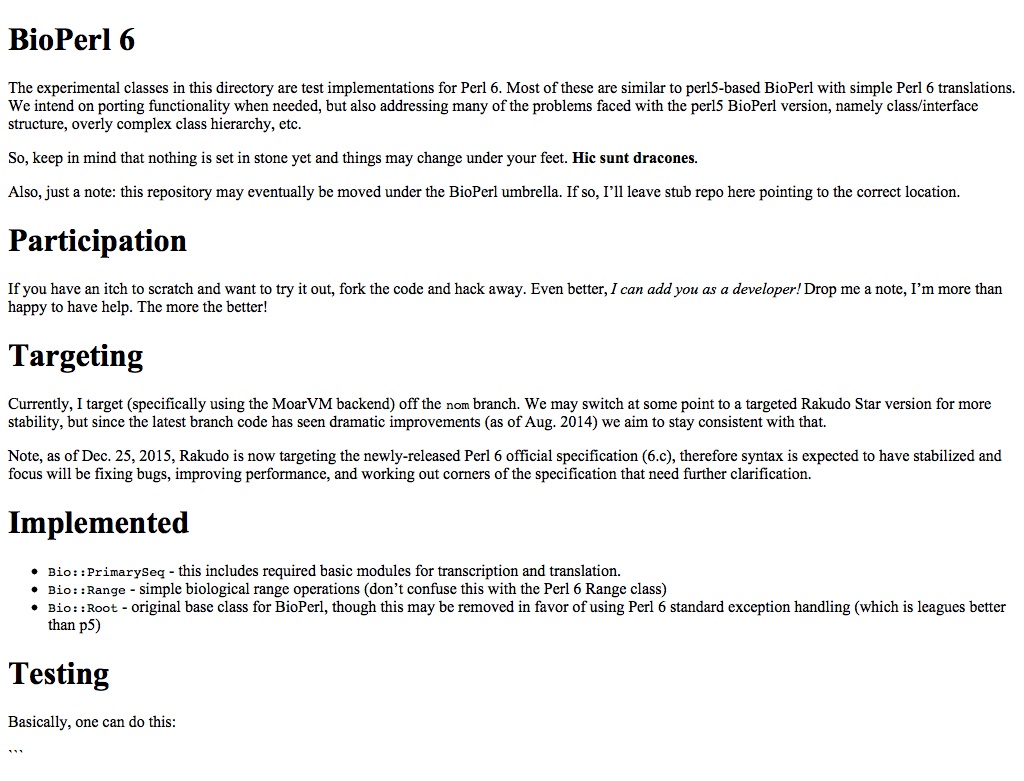 BioPerl 6
The experimental classes in this directory are test implementations for Perl 6. Most of these are similar to perl5-based BioPerl with simple Perl 6 translations.
We intend on porting functionality when needed, but also addressing many of the problems faced with the perl5 BioPerl version, namely class/interface
structure, overly complex class hierarchy, etc.
So, keep in mind that nothing is set in stone yet and things may change under your feet. Hic sunt dracones.
Also, just a note: this repository may eventually be moved under the BioPerl umbrella. If so, I’ll leave stub repo here pointing to the correct location.
Participation
If you have an itch to scratch and want to try it out, fork the code and hack away. Even better, I can add you as a developer! Drop me a note, I’m more than
happy to have help. The more the better!
Targeting
Currently, I target (specifically using the MoarVM backend) off the nom branch. We may switch at some point to a targeted Rakudo Star version for more
stability, but since the latest branch code has seen dramatic improvements (as of Aug. 2014) we aim to stay consistent with that.
Note, as of Dec. 25, 2015, Rakudo is now targeting the newly-released Perl 6 official specification (6.c), therefore syntax is expected to have stabilized and
focus will be fixing bugs, improving performance, and working out corners of the specification that need further clarification.
Implemented
• Bio::PrimarySeq - this includes required basic modules for transcription and translation.
• Bio::Range - simple biological range operations (don’t confuse this with the Perl 6 Range class)
• Bio::Root - original base class for BioPerl, though this may be removed in favor of using Perl 6 standard exception handling (which is leagues better
than p5)
Testing
Basically, one can do this:
```